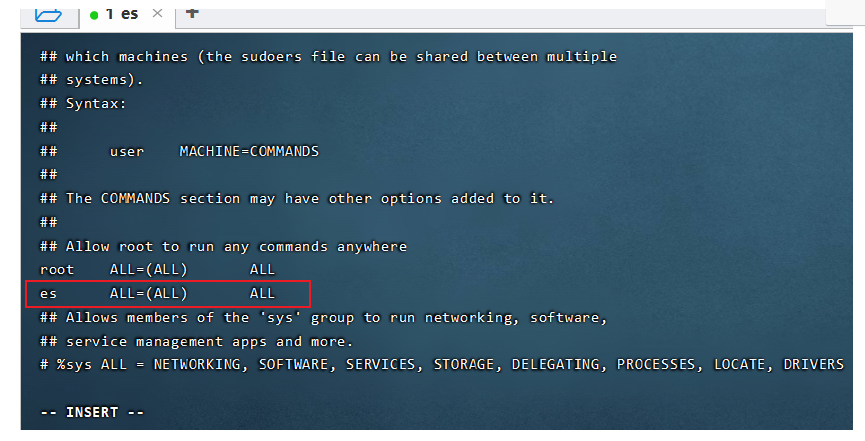 1 es × +
## which machines (the sudoers file can be shared between multiple
## systems).
## Syntax:
##
##      user    MACHINE=COMMANDS
##
## The COMMANDS section may have other options added to it.
##
## Allow root to run any commands anywhere
root    ALL=(ALL)       ALL
es      ALL=(ALL)       ALL
## Allows members of the 'sys' group to run networking, software,
## service management apps and more.
# %sys ALL = NETWORKING, SOFTWARE, SERVICES, STORAGE, DELEGATING, PROCESSES, LOCATE, DRIVERS
-- INSERT --